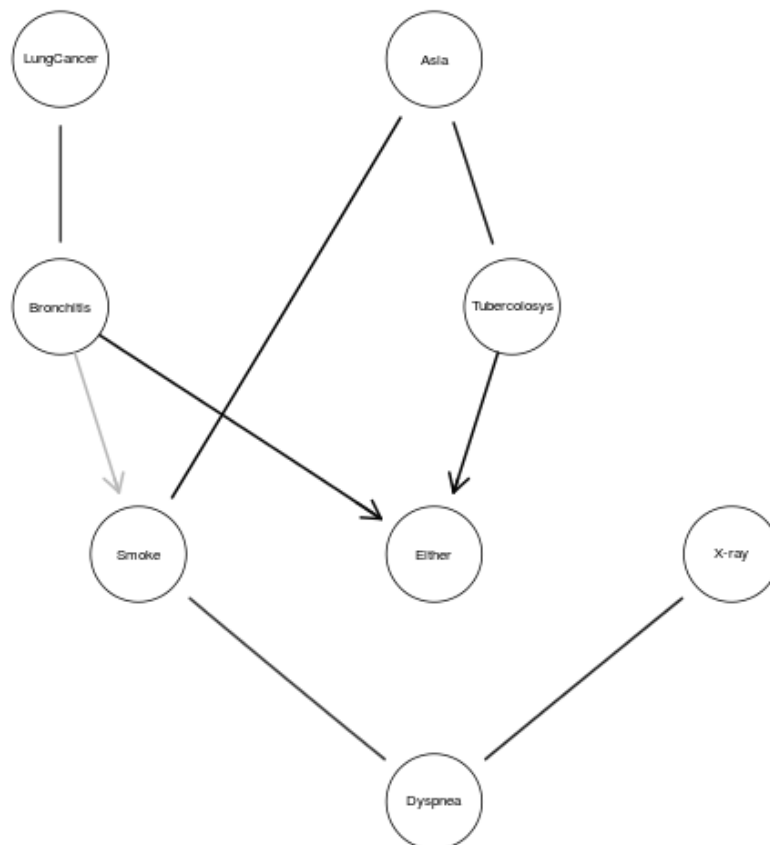 LungCancer
Asia
Bronchitis
Tubercolosys
Smoke
Either
X-ray
Dyspnea